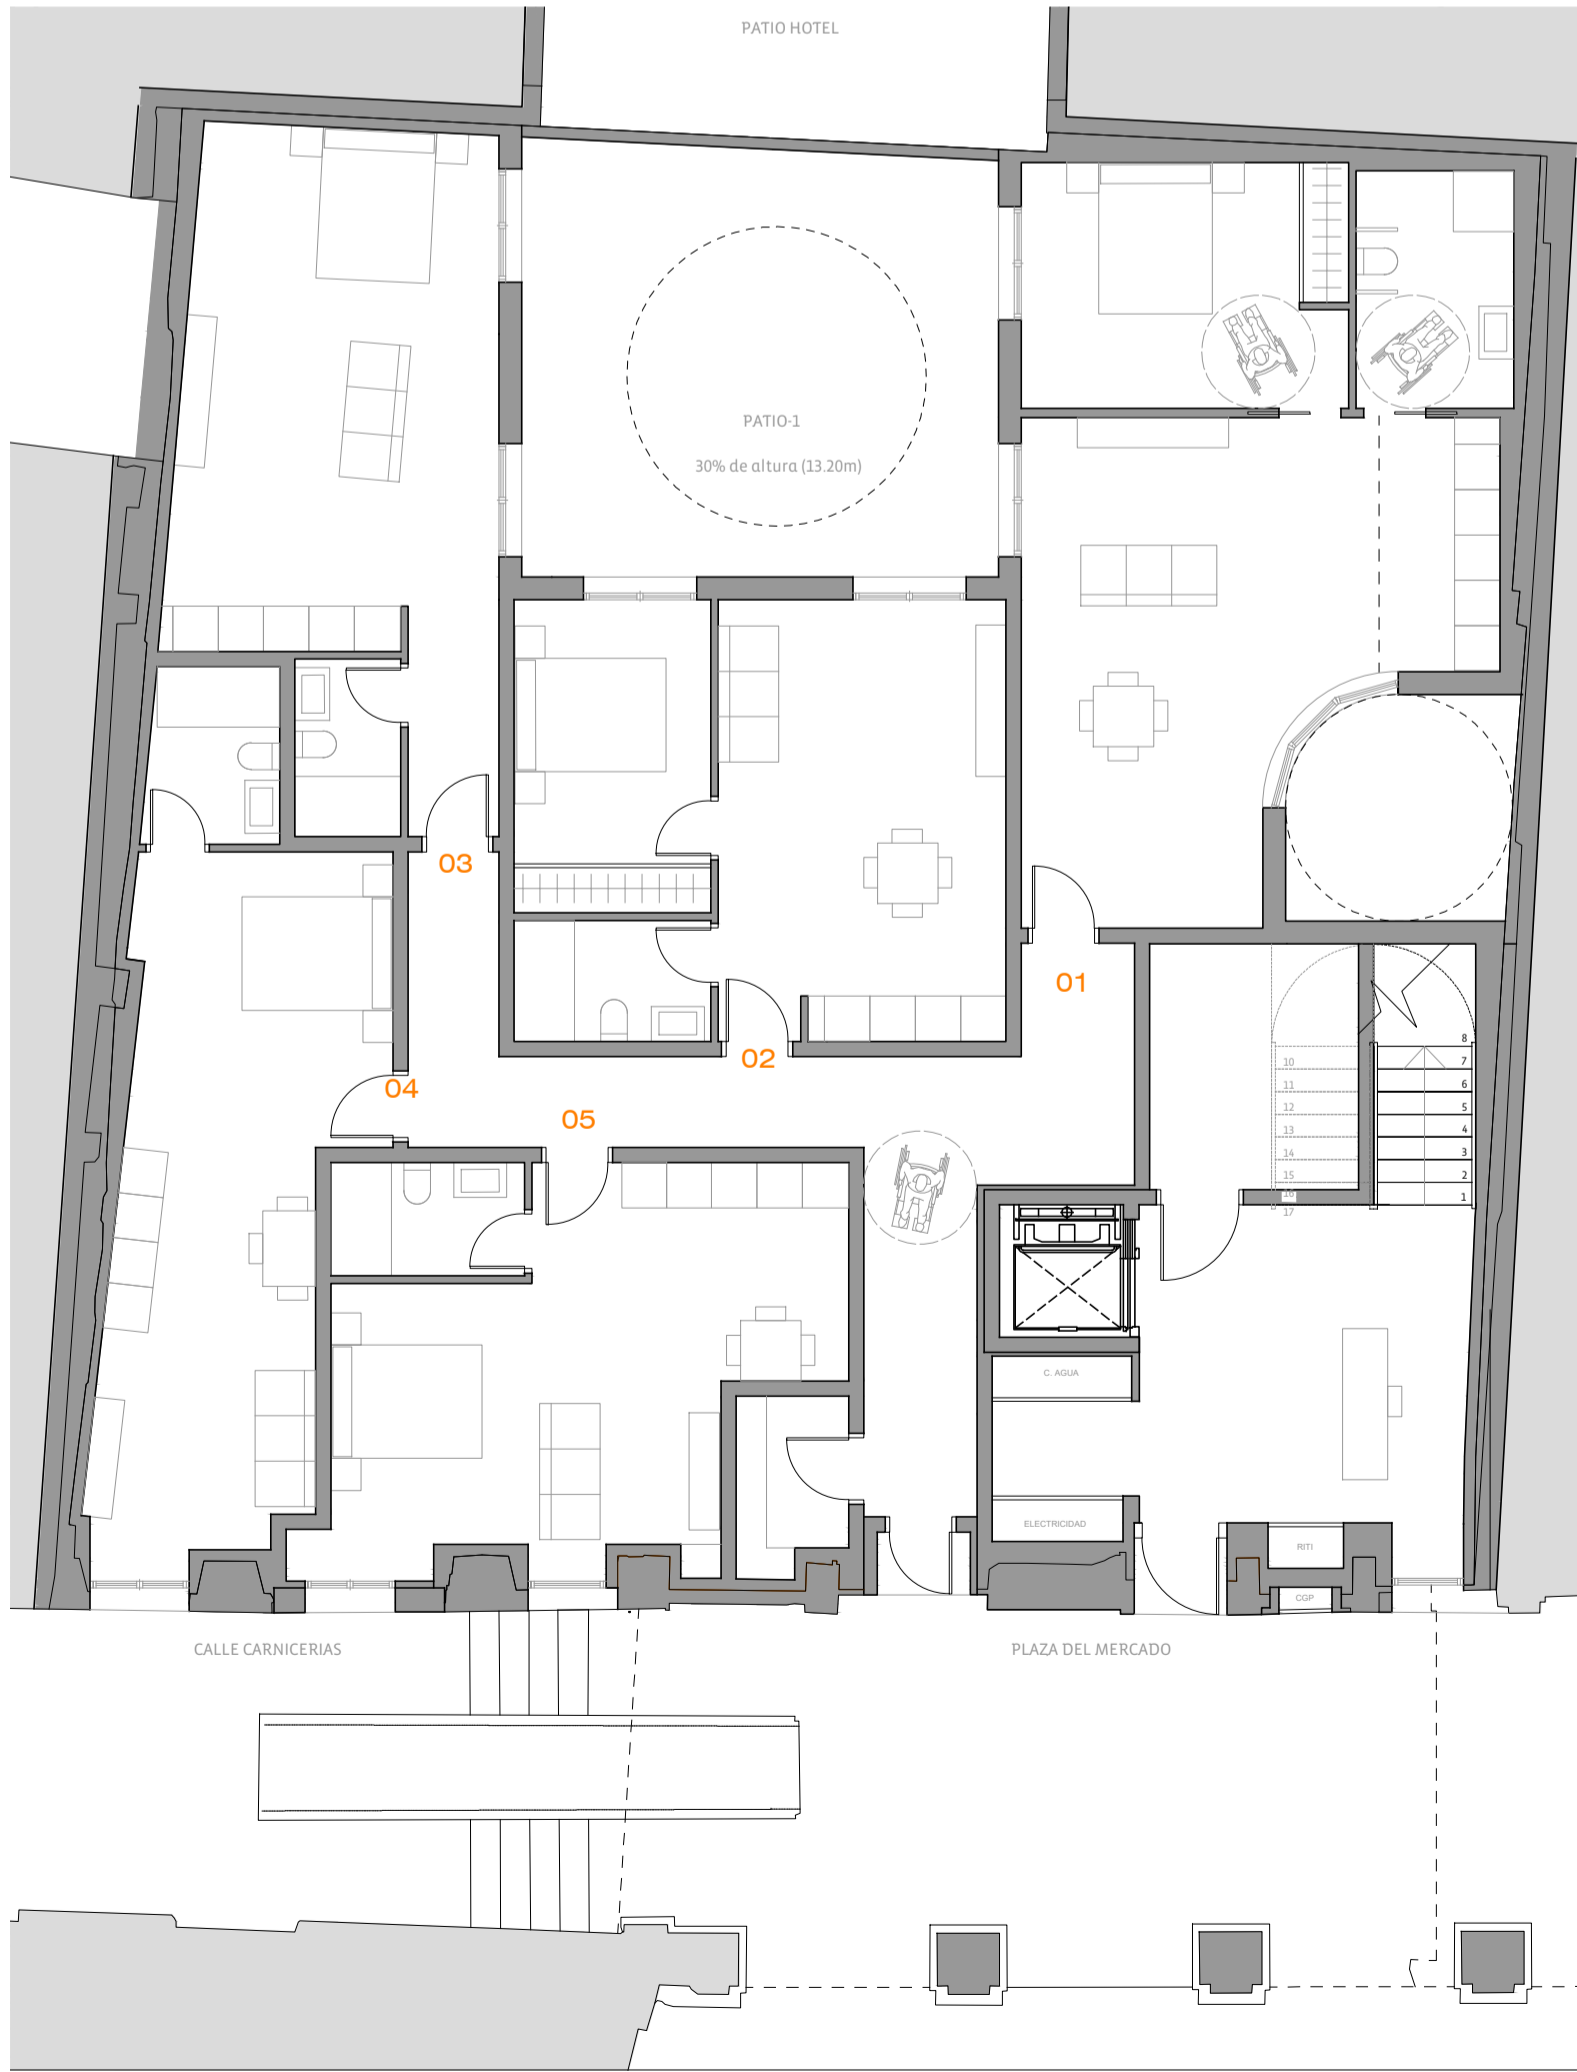 PATIO HOTEL
PATIO-1
30% de altura (13.20m)
03
01
02
04
05
8
7
6
5
4
3
2
1
10
11
12
13
14
15
16
17
C. AGUA
ELECTRICIDAD
RITI
CGP
CALLE CARNICERIAS
PLAZA DEL MERCADO